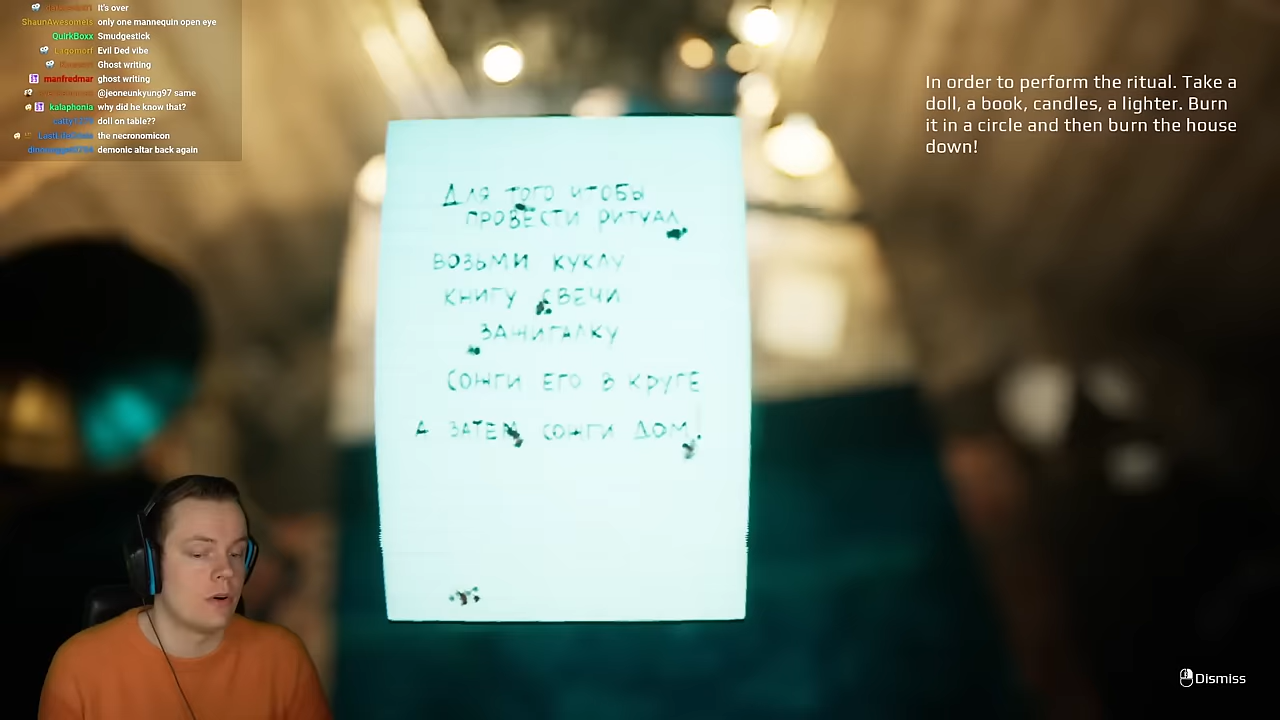 It's over
ShaunAwesomeIs only one mannequin open eye
QuirkBoxx Smudgestick
Lagomorf Evil Ded vibe
Ghost writing
manfredmar ghost writing
@jeoneunkyung97 same
kalaphonia why did he know that?
doll on table??
the necronomicon
demonic altar back again
In order to perform the ritual. Take a
doll, a book, candles, a lighter. Burn
it in a circle and then burn the house
down!
ДЛЯ ТОГО ЧТОБЫ
ПРОВЕСТИ РИТУАЛ
ВОЗЬМИ КУКЛУ
КНИГУ СВЕЧИ
ЗАЖИГАЛКУ
СОЖГИ ЕГО В КРУГЕ
А ЗАТЕМ СОЖГИ ДОМ!
Dismiss